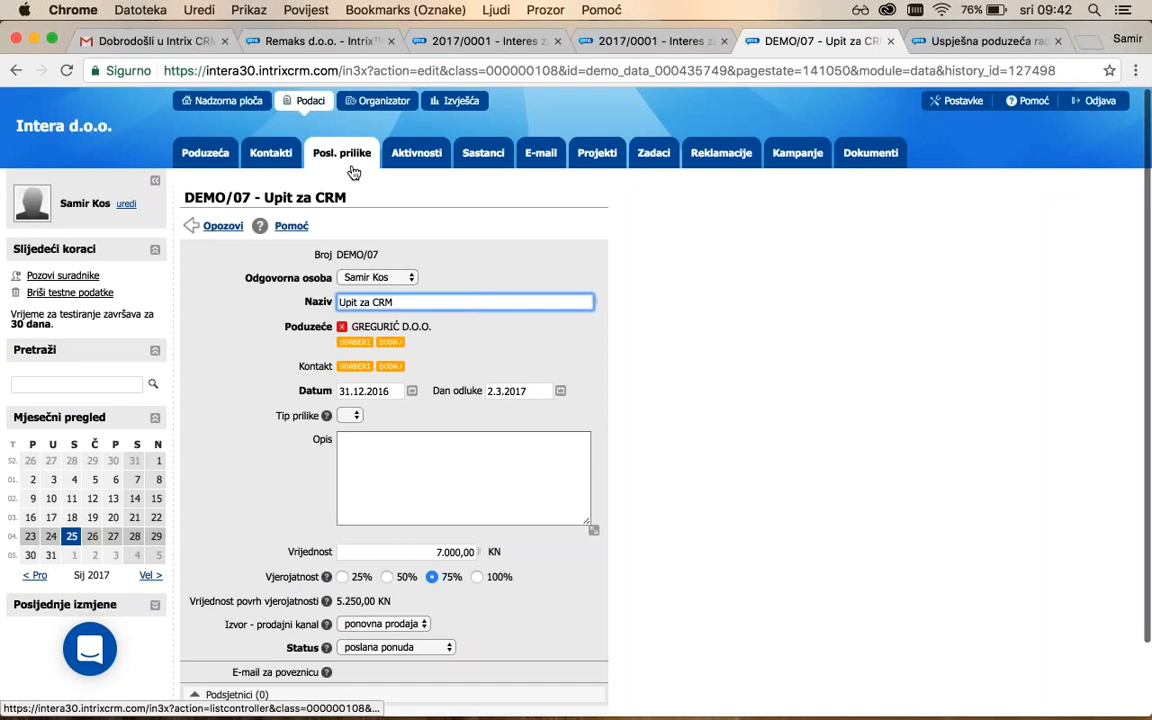 Chrome Datoteka Uredi Prikaz Povijest Bookmarks (Oznake) Ljudi Prozor Pomoć 76% sri 09:42
Dobrodošli u Intrix CRM × Remaks d.o.o. - Intrix™ × 2017/0001 - Interes z × 2017/0001 - Interes z × DEMO/07 - Upit za CRM × Uspješna poduzeća ra × Samir
Sigurno https://intera30.intrixcrm.com/in3x?action=edit&class=000000108&id=demo_data_000435749&pagestate=141050&module=data&history_id=127498
Nadzorna ploča Podaci Organizator Izvješća Postavke Pomoć Odjava
Intera d.o.o.
Poduzeća Kontakti Posl. prilike Aktivnosti Sastanci E-mail Projekti Zadaci Reklamacije Kampanje Dokumenti
Samir Kos uredi
Slijedeći koraci
Pozovi suradnike
Briši testne podatke
Vrijeme za testiranje završava za
30 dana.
Pretraži
Mjesečni pregled
T P U S Č P S N
52. 26 27 28 29 30 31 1
01. 2 3 4 5 6 7 8
02. 9 10 11 12 13 14 15
03. 16 17 18 19 20 21 22
04. 23 24 25 26 27 28 29
05. 30 31 1 2 3 4 5
< Pro Sij 2017 Vel >
Posljednje izmjene
DEMO/07 - Upit za CRM
Opozovi ? Pomoć
Broj DEMO/07
Odgovorna osoba Samir Kos
Naziv Upit za CRM
Poduzeće X GREGURIĆ D.O.O.
ODABERI DODAJ
Kontakt ODABERI DODAJ
Datum 31.12.2016 Dan odluke 2.3.2017
Tip prilike ?
Opis
Vrijednost 7.000,00 KN
Vjerojatnost ? 25% 50% 75% 100%
Vrijednost povrh vjerojatnosti ? 5.250,00 KN
Izvor - prodajni kanal ? ponovna prodaja
Status ? poslana ponuda
E-mail za poveznicu ?
Podsjetnici (0)
https://intera30.intrixcrm.com/in3x?action=listcontroller&class=000000108&...